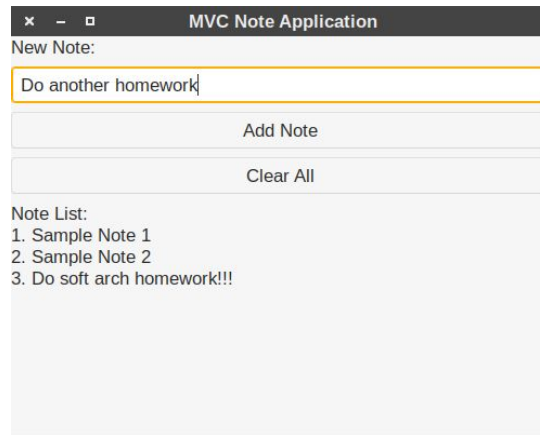 MVC Note Application
New Note:
Do another homework
Add Note
Clear All
Note List:
1. Sample Note 1
2. Sample Note 2
3. Do soft arch homework!!!